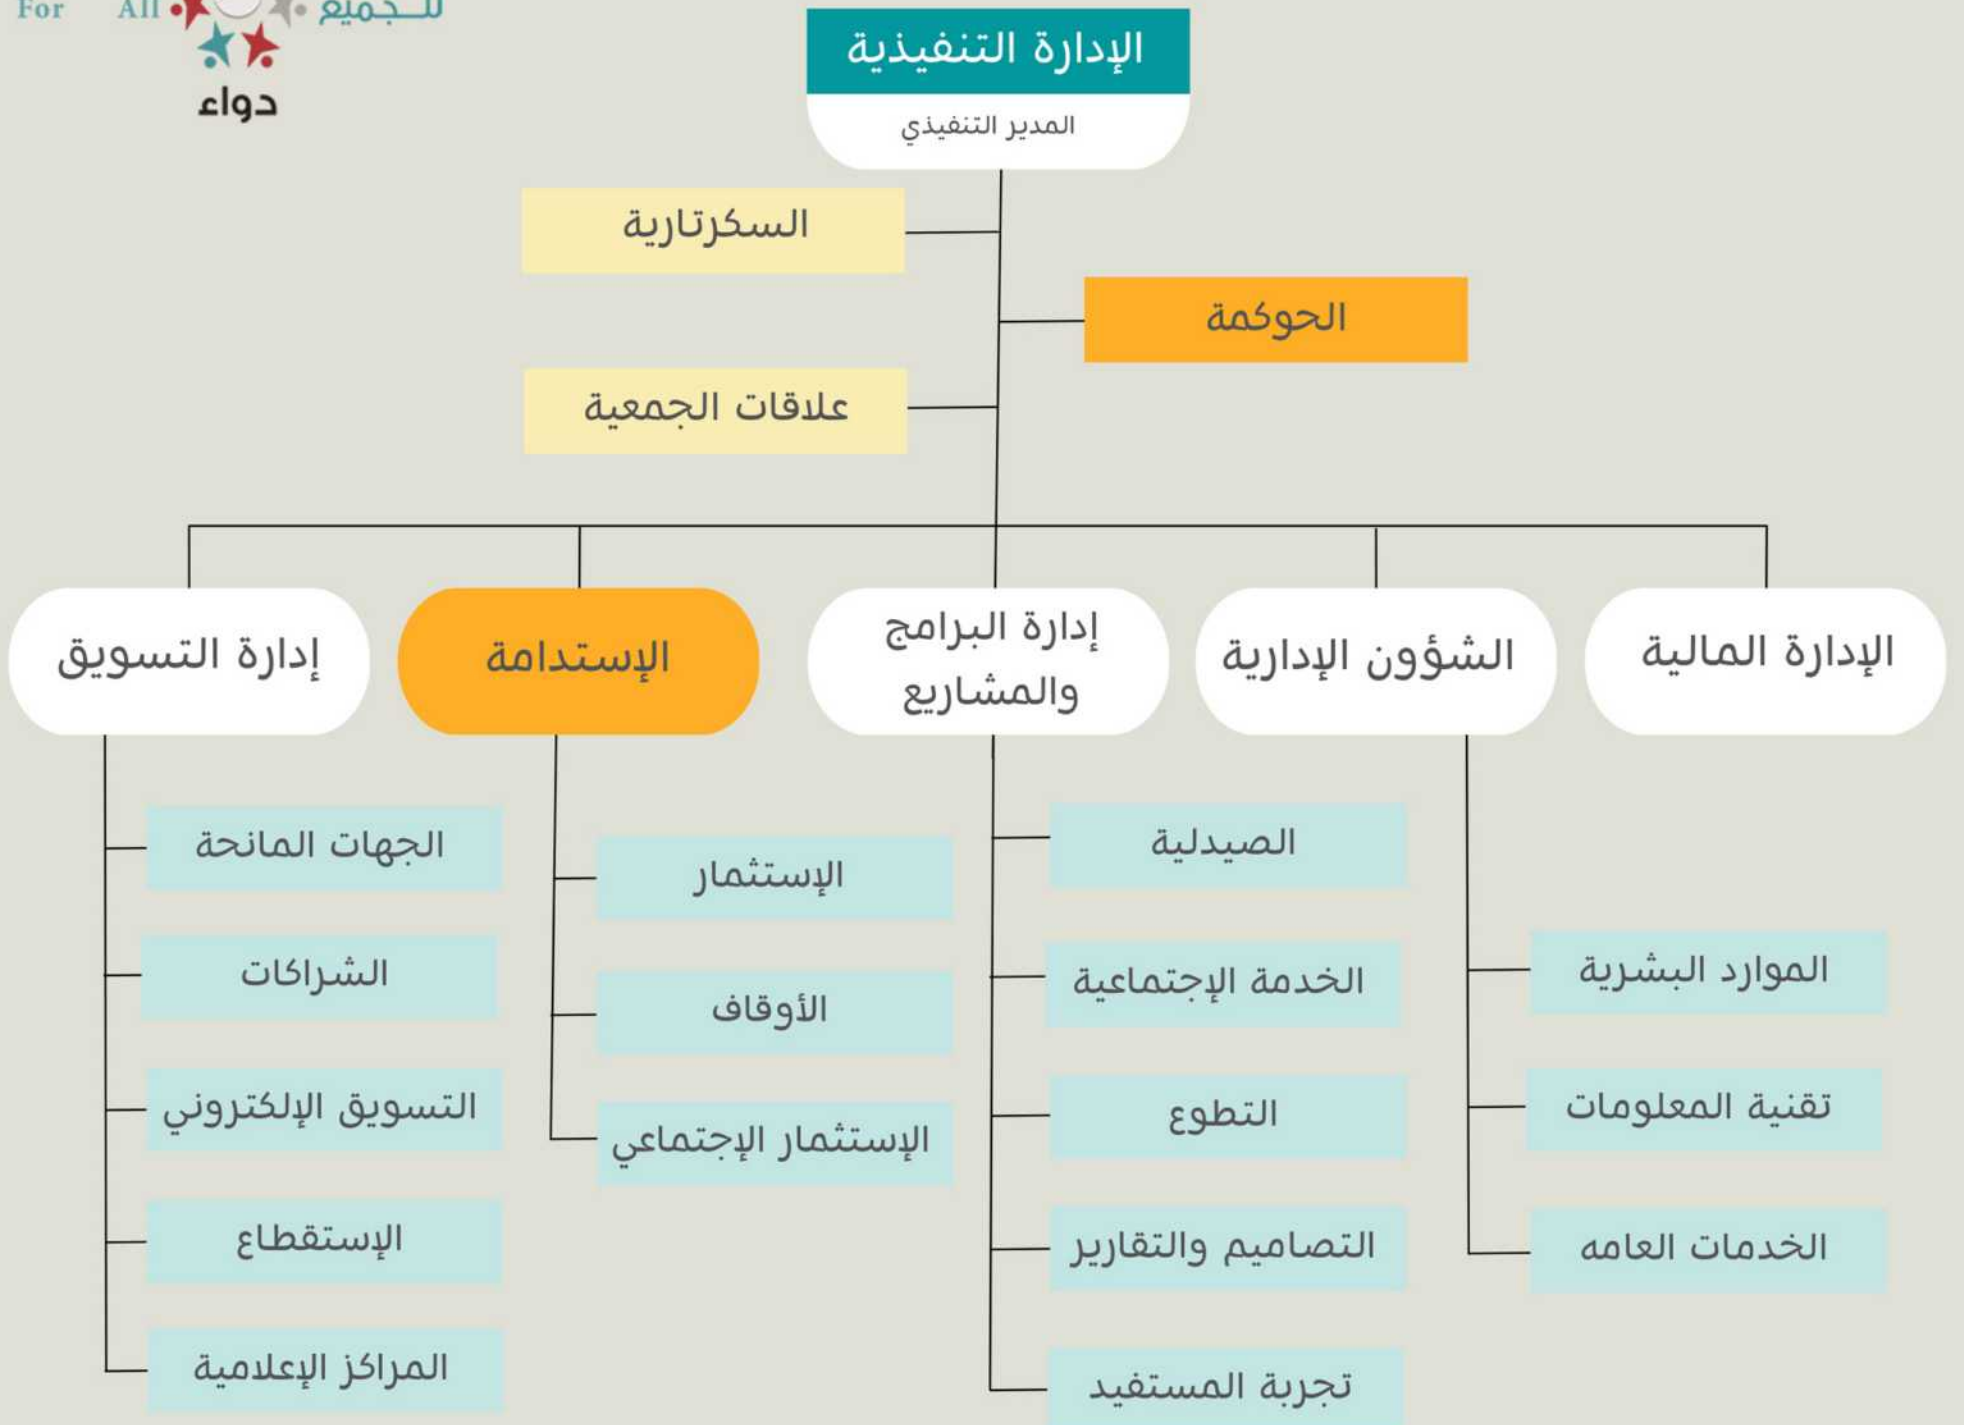 For All
للـجميع
دواء
الإدارة التنفيذية
المدير التنفيذي
السكرتارية
الحوكمة
علاقات الجمعية
الإدارة المالية
الشؤون الإدارية
إدارة البرامج
والمشاريع
الإستدامة
إدارة التسويق
الموارد البشرية
تقنية المعلومات
الخدمات العامه
الصيدلية
الخدمة الإجتماعية
التطوع
التصاميم والتقارير
تجربة المستفيد
الإستثمار
الأوقاف
الإستثمار الإجتماعي
الجهات المانحة
الشراكات
التسويق الإلكتروني
الإستقطاع
المراكز الإعلامية